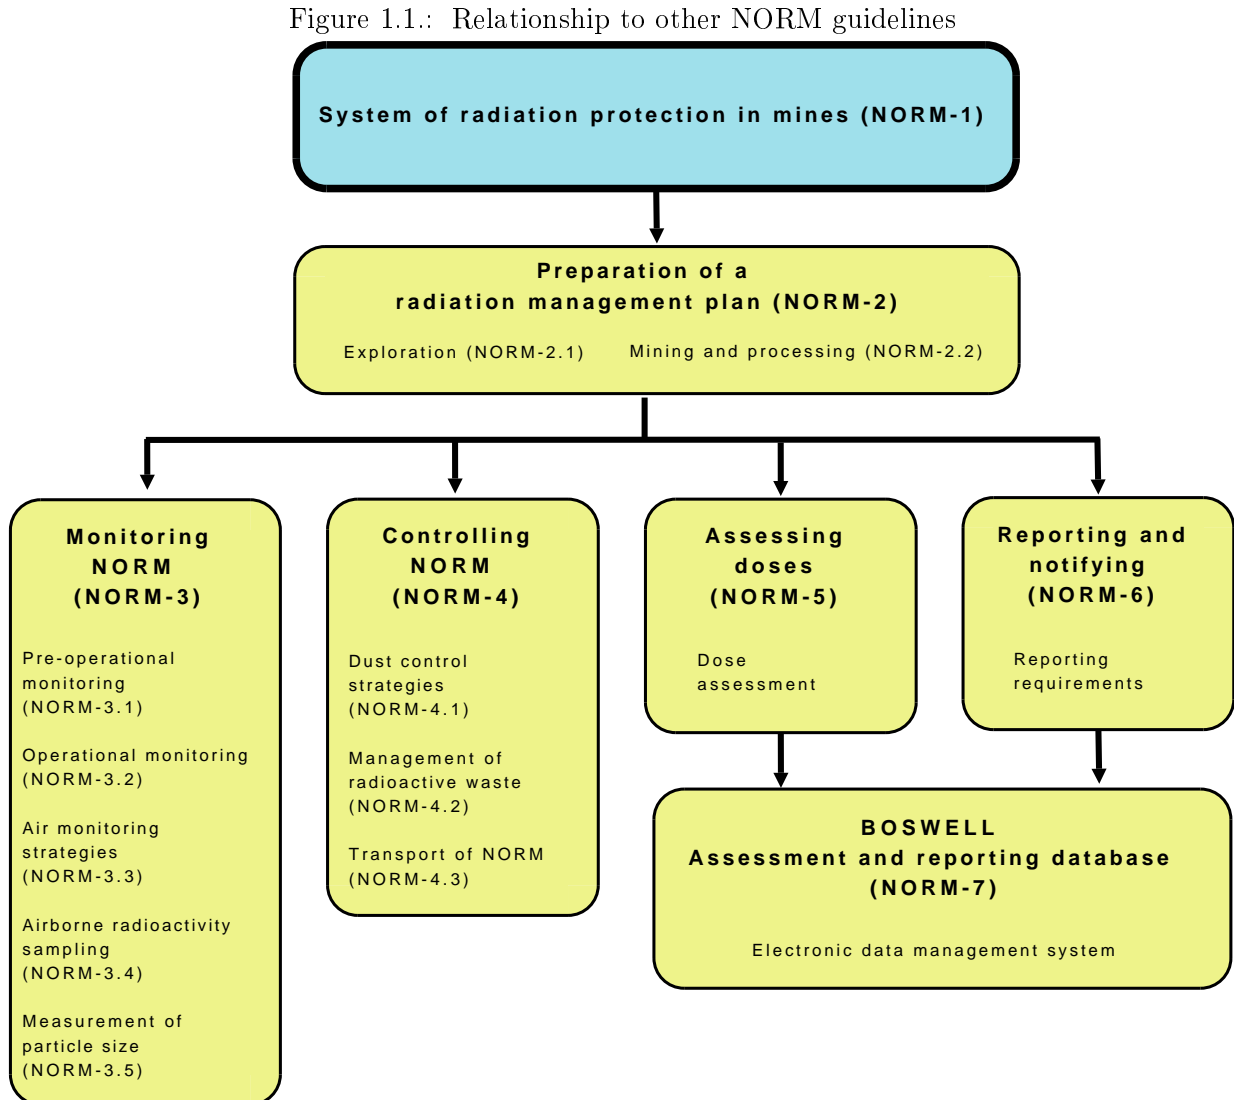 Figure 1.1.: Relationship to other NORM guidelines
System of radiation protection in mines (NORM-1)
Preparation of a
radiation management plan (NORM-2)
Exploration (NORM-2.1)
Mining and processing (NORM-2.2)
Monitoring
NORM
(NORM-3)
Pre-operational
monitoring
(NORM-3.1)
Operational monitoring
(NORM-3.2)
Air monitoring
strategies
(NORM-3.3)
Airborne radioactivity
sampling
(NORM-3.4)
Measurement of
particle size
(NORM-3.5)
Controlling
NORM
(NORM-4)
Dust control
strategies
(NORM-4.1)
Management of
radioactive waste
(NORM-4.2)
Transport of NORM
(NORM-4.3)
Assessing
doses
(NORM-5)
Dose
assessment
Reporting and
notifying
(NORM-6)
Reporting
requirements
BOSWELL
Assessment and reporting database
(NORM-7)
Electronic data management system